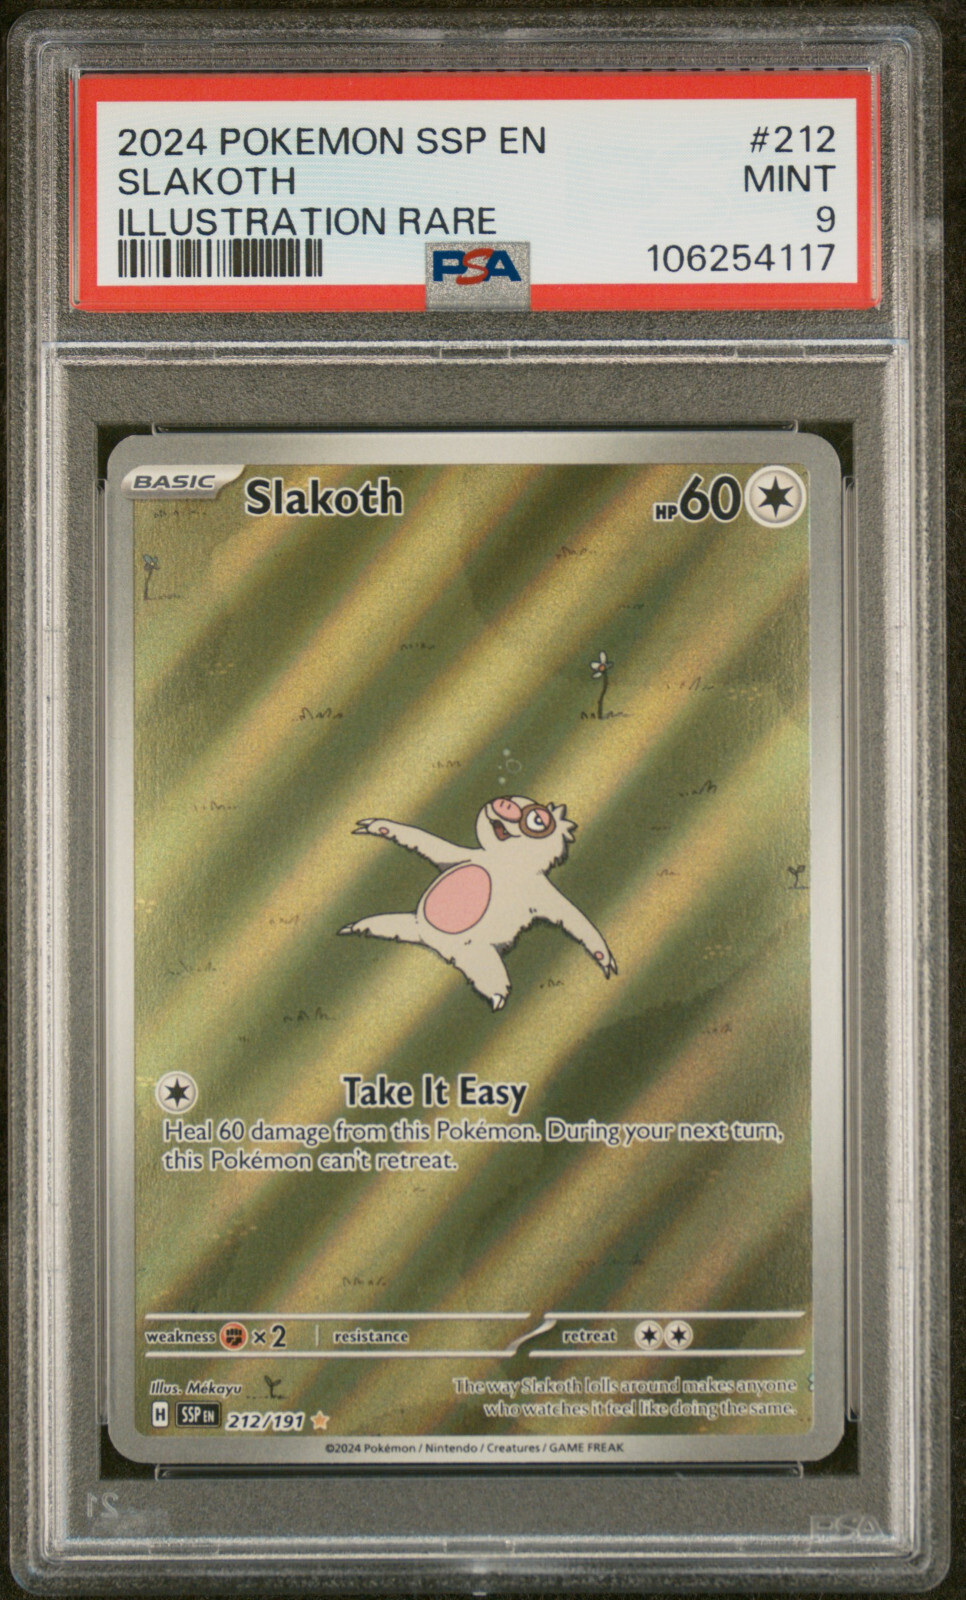 2024 POKEMON SSP EN #212
SLAKOTH MINT
ILLUSTRATION RARE 9
PSA 106254117
BASIC Slakoth HP60
Take It Easy
Heal 60 damage from this Pokémon. During your next turn,
this Pokémon can't retreat.
weakness ×2 resistance retreat
Illus. Mékayu
The way Slakoth lolls around makes anyone
who watches it feel like doing the same.
H SSP EN 212/191
©2024 Pokémon / Nintendo / Creatures / GAME FREAK
21 PSA